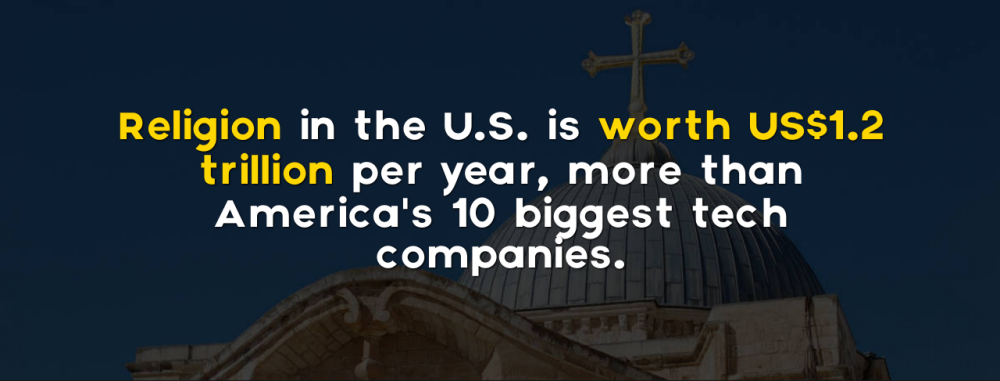 Religion in the U.S. is worth US$1.2
trillion per year, more than
America's 10 biggest tech
companies.